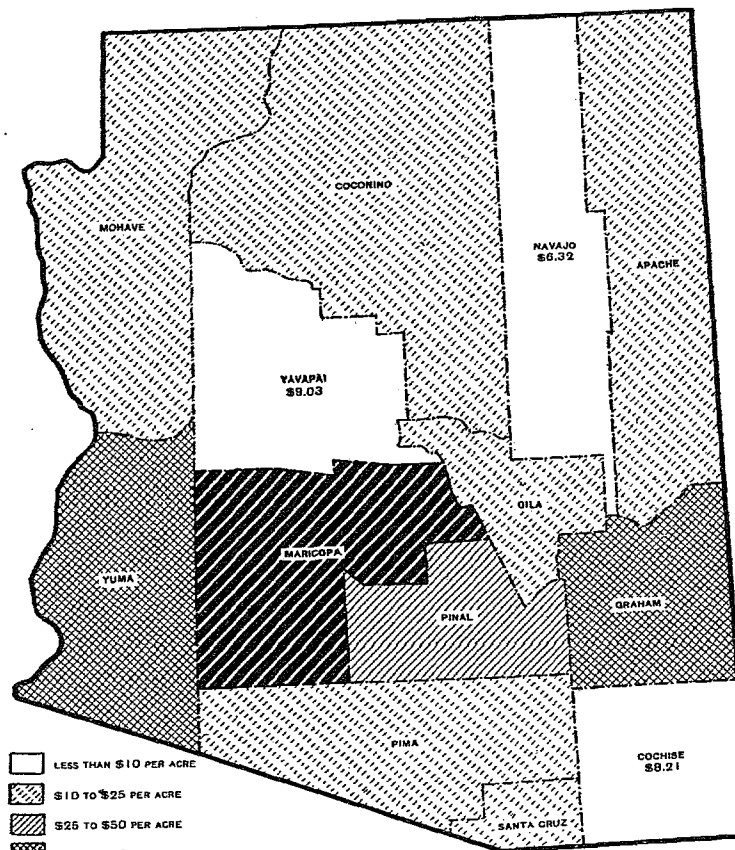 COCONINO
MOHAVE
NAVAJO
$6.32
APACHE
YAVAPAI
$9.03
GILA
MARICOPA
YUMA
GRAHAM
PINAL
PIMA
COCHISE
$8.21
SANTA CRUZ
LESS THAN $10 PER ACRE
$10 TO $25 PER ACRE
$25 TO $50 PER ACRE